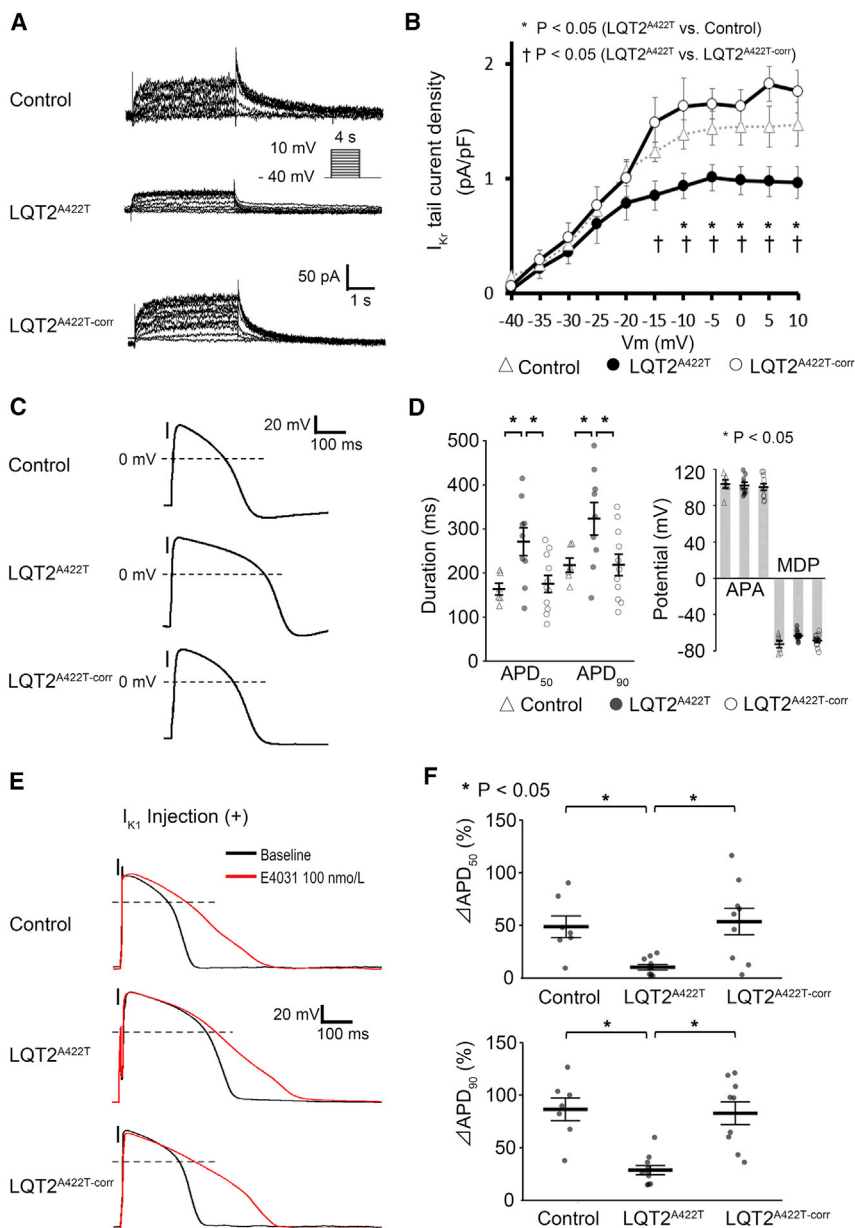 A
Control
4 s
10 mV
- 40 mV
LQT2A422T
50 pA
1 s
LQT2A422T-corr
B
* P < 0.05 (LQT2A422T vs. Control)
† P < 0.05 (LQT2A422T vs. LQT2A422T-corr)
IKr tail curent density
(pA/pF)
2
1
0
† * † * † * † * † * †
-40 -35 -30 -25 -20 -15 -10 -5 0 5 10
Vm (mV)
△ Control ● LQT2A422T ○ LQT2A422T-corr
C
20 mV
100 ms
Control
0 mV
LQT2A422T
0 mV
LQT2A422T-corr
0 mV
D
* * * *
* P < 0.05
Duration (ms)
500
400
300
200
100
0
APD50 APD90
Potential (mV)
120
80
40
0
-40
-80
APA
MDP
△ Control ● LQT2A422T ○ LQT2A422T-corr
E
IK1 Injection (+)
Baseline
E4031 100 nmo/L
Control
20 mV
100 ms
LQT2A422T
LQT2A422T-corr
F
* P < 0.05
* *
⊿APD50 (%)
150
100
50
0
Control LQT2A422T LQT2A422T-corr
* *
⊿APD90 (%)
150
100
50
0
Control LQT2A422T LQT2A422T-corr